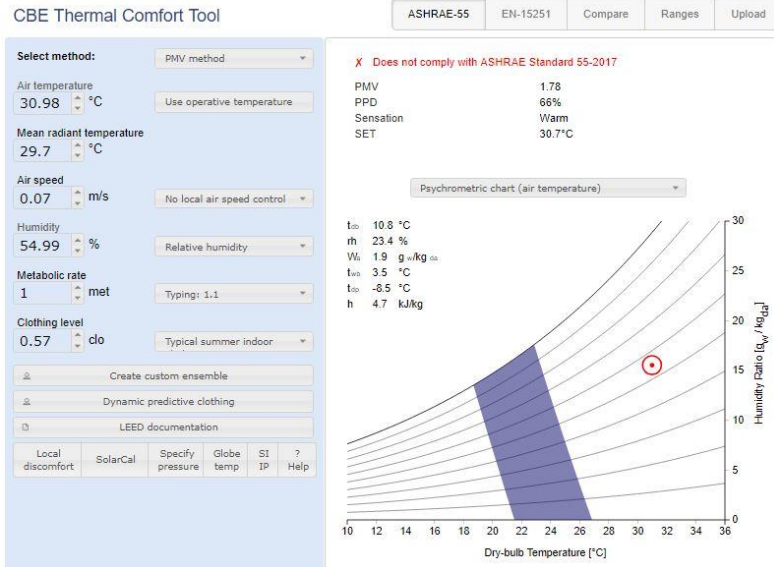 CBE Thermal Comfort Tool
ASHRAE-55 EN-15251 Compare Ranges Upload
Select method: PMV method
Air temperature
30.98 °C Use operative temperature
Mean radiant temperature
29.7 °C
Air speed
0.07 m/s No local air speed control
Humidity
54.99 % Relative humidity
Metabolic rate
1 met Typing: 1.1
Clothing level
0.57 clo Typical summer indoor
Create custom ensemble
Dynamic predictive clothing
LEED documentation
Local discomfort SolarCal Specify pressure Globe temp SI IP ? Help
✗ Does not comply with ASHRAE Standard 55-2017
PMV 1.78
PPD 66%
Sensation Warm
SET 30.7°C
Psychrometric chart (air temperature)
tdb 10.8 °C
rh 23.4 %
Wa 1.9 g w/kg da
twb 3.5 °C
tdp -8.5 °C
h 4.7 kJ/kg
30
25
20
15
10
5
0
Humidity Ratio [gw / kgda]
10 12 14 16 18 20 22 24 26 28 30 32 34 36
Dry-bulb Temperature [°C]